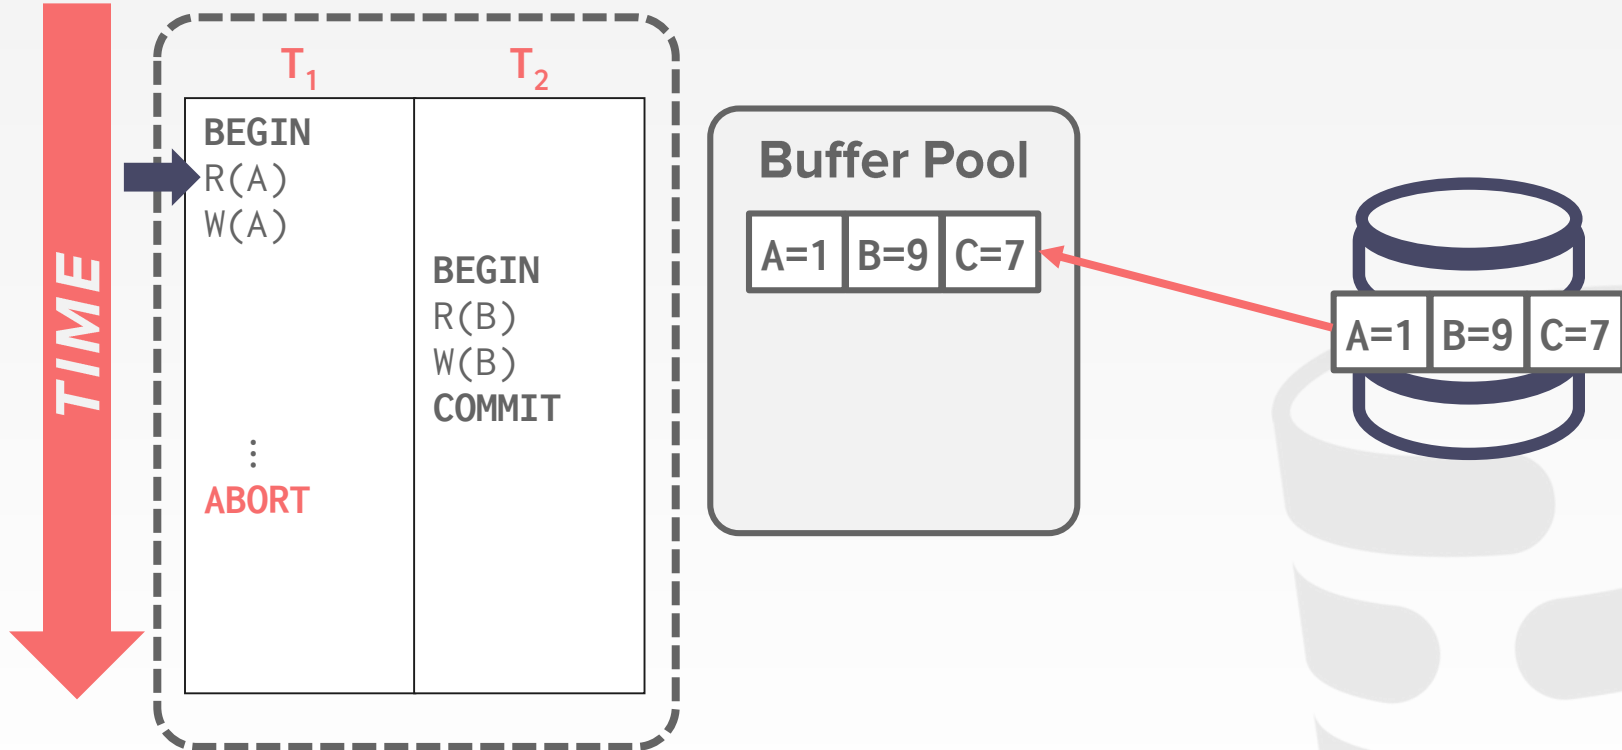 TIME
T1
T2
BEGIN
R(A)
W(A)
BEGIN
R(B)
W(B)
COMMIT
⋮
ABORT
Buffer Pool
A=1 B=9 C=7
A=1 B=9 C=7